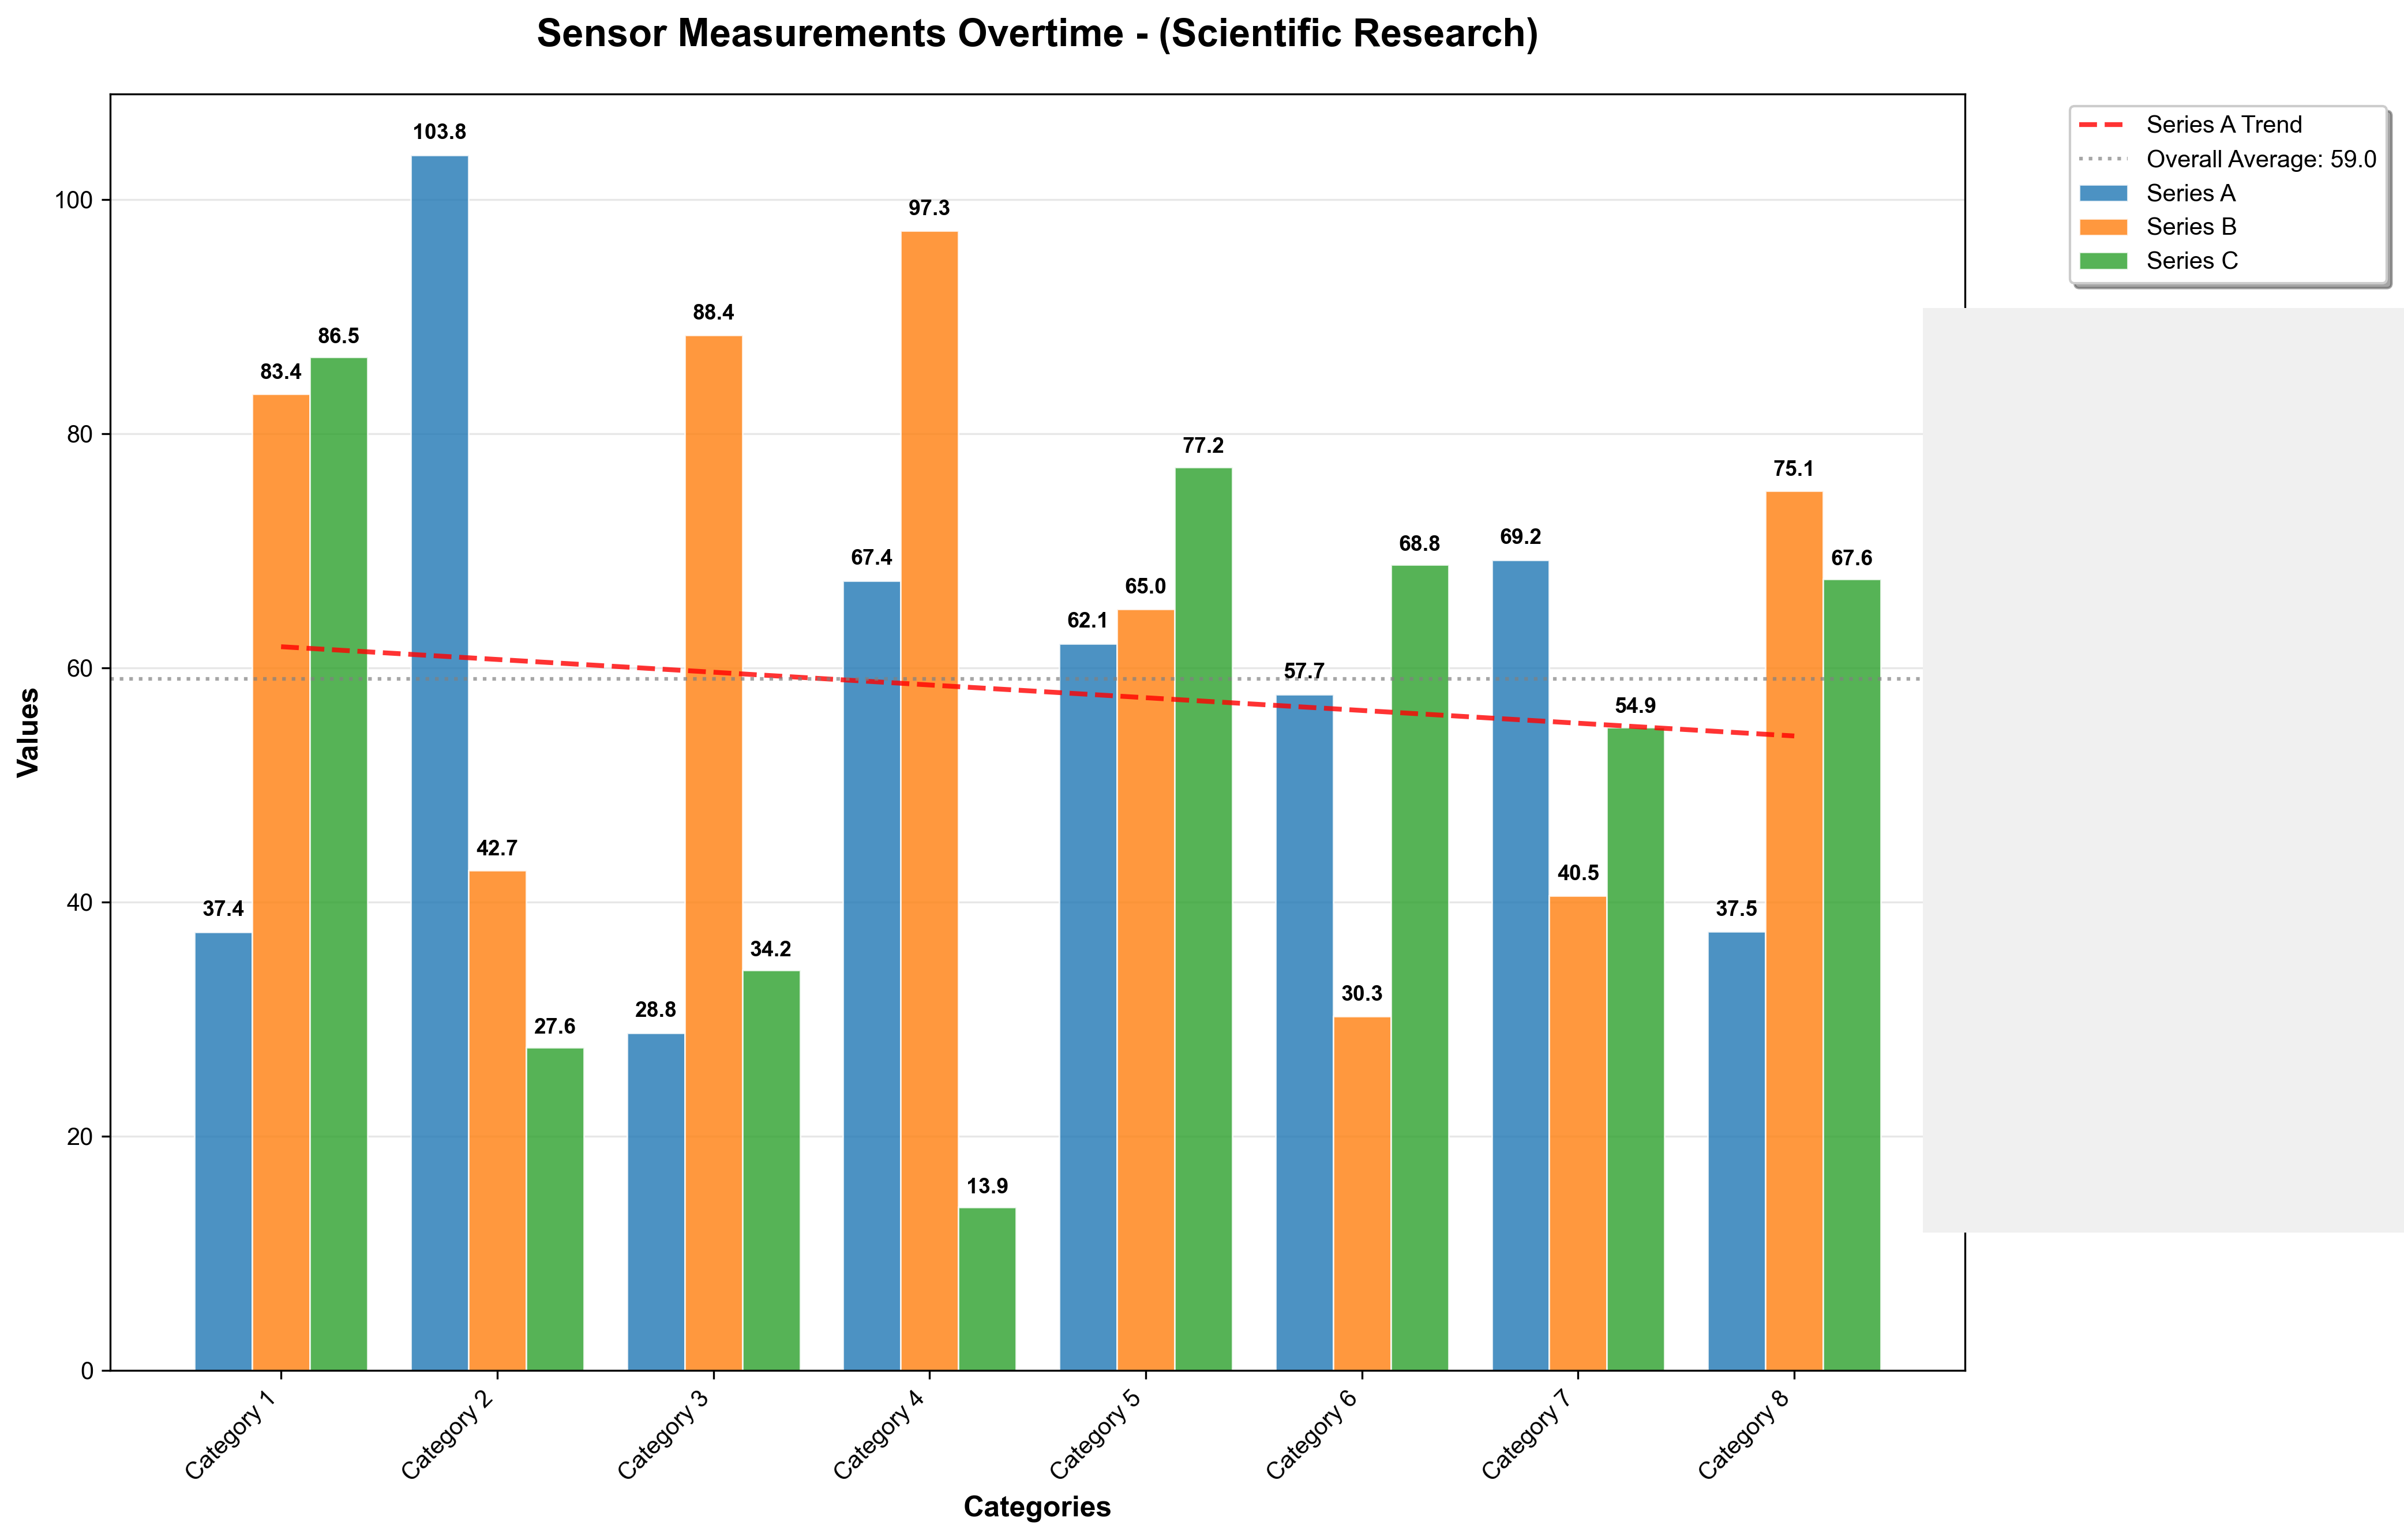 Sensor Measurements Overtime - (Scientific Research)
Series A Trend
Overall Average: 59.0
Series A
Series B
Series C
Values
100
80
60
40
20
0
37.4
83.4
86.5
103.8
42.7
27.6
28.8
88.4
34.2
67.4
97.3
13.9
62.1
65.0
77.2
57.7
30.3
68.8
69.2
40.5
54.9
37.5
75.1
67.6
Category 1
Category 2
Category 3
Category 4
Category 5
Category 6
Category 7
Category 8
Categories